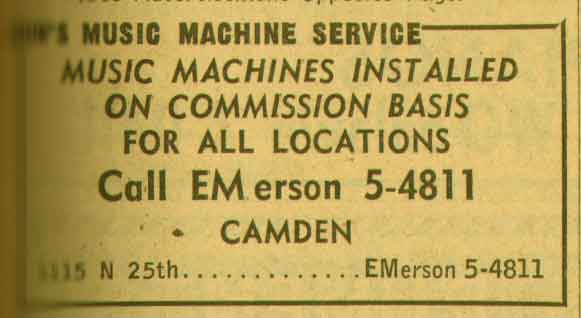 MUSIC MACHINE SERVICE
MUSIC MACHINES INSTALLED
ON COMMISSION BASIS
FOR ALL LOCATIONS
Call EMerson 5-4811
CAMDEN
N 25th..............EMerson 5-4811